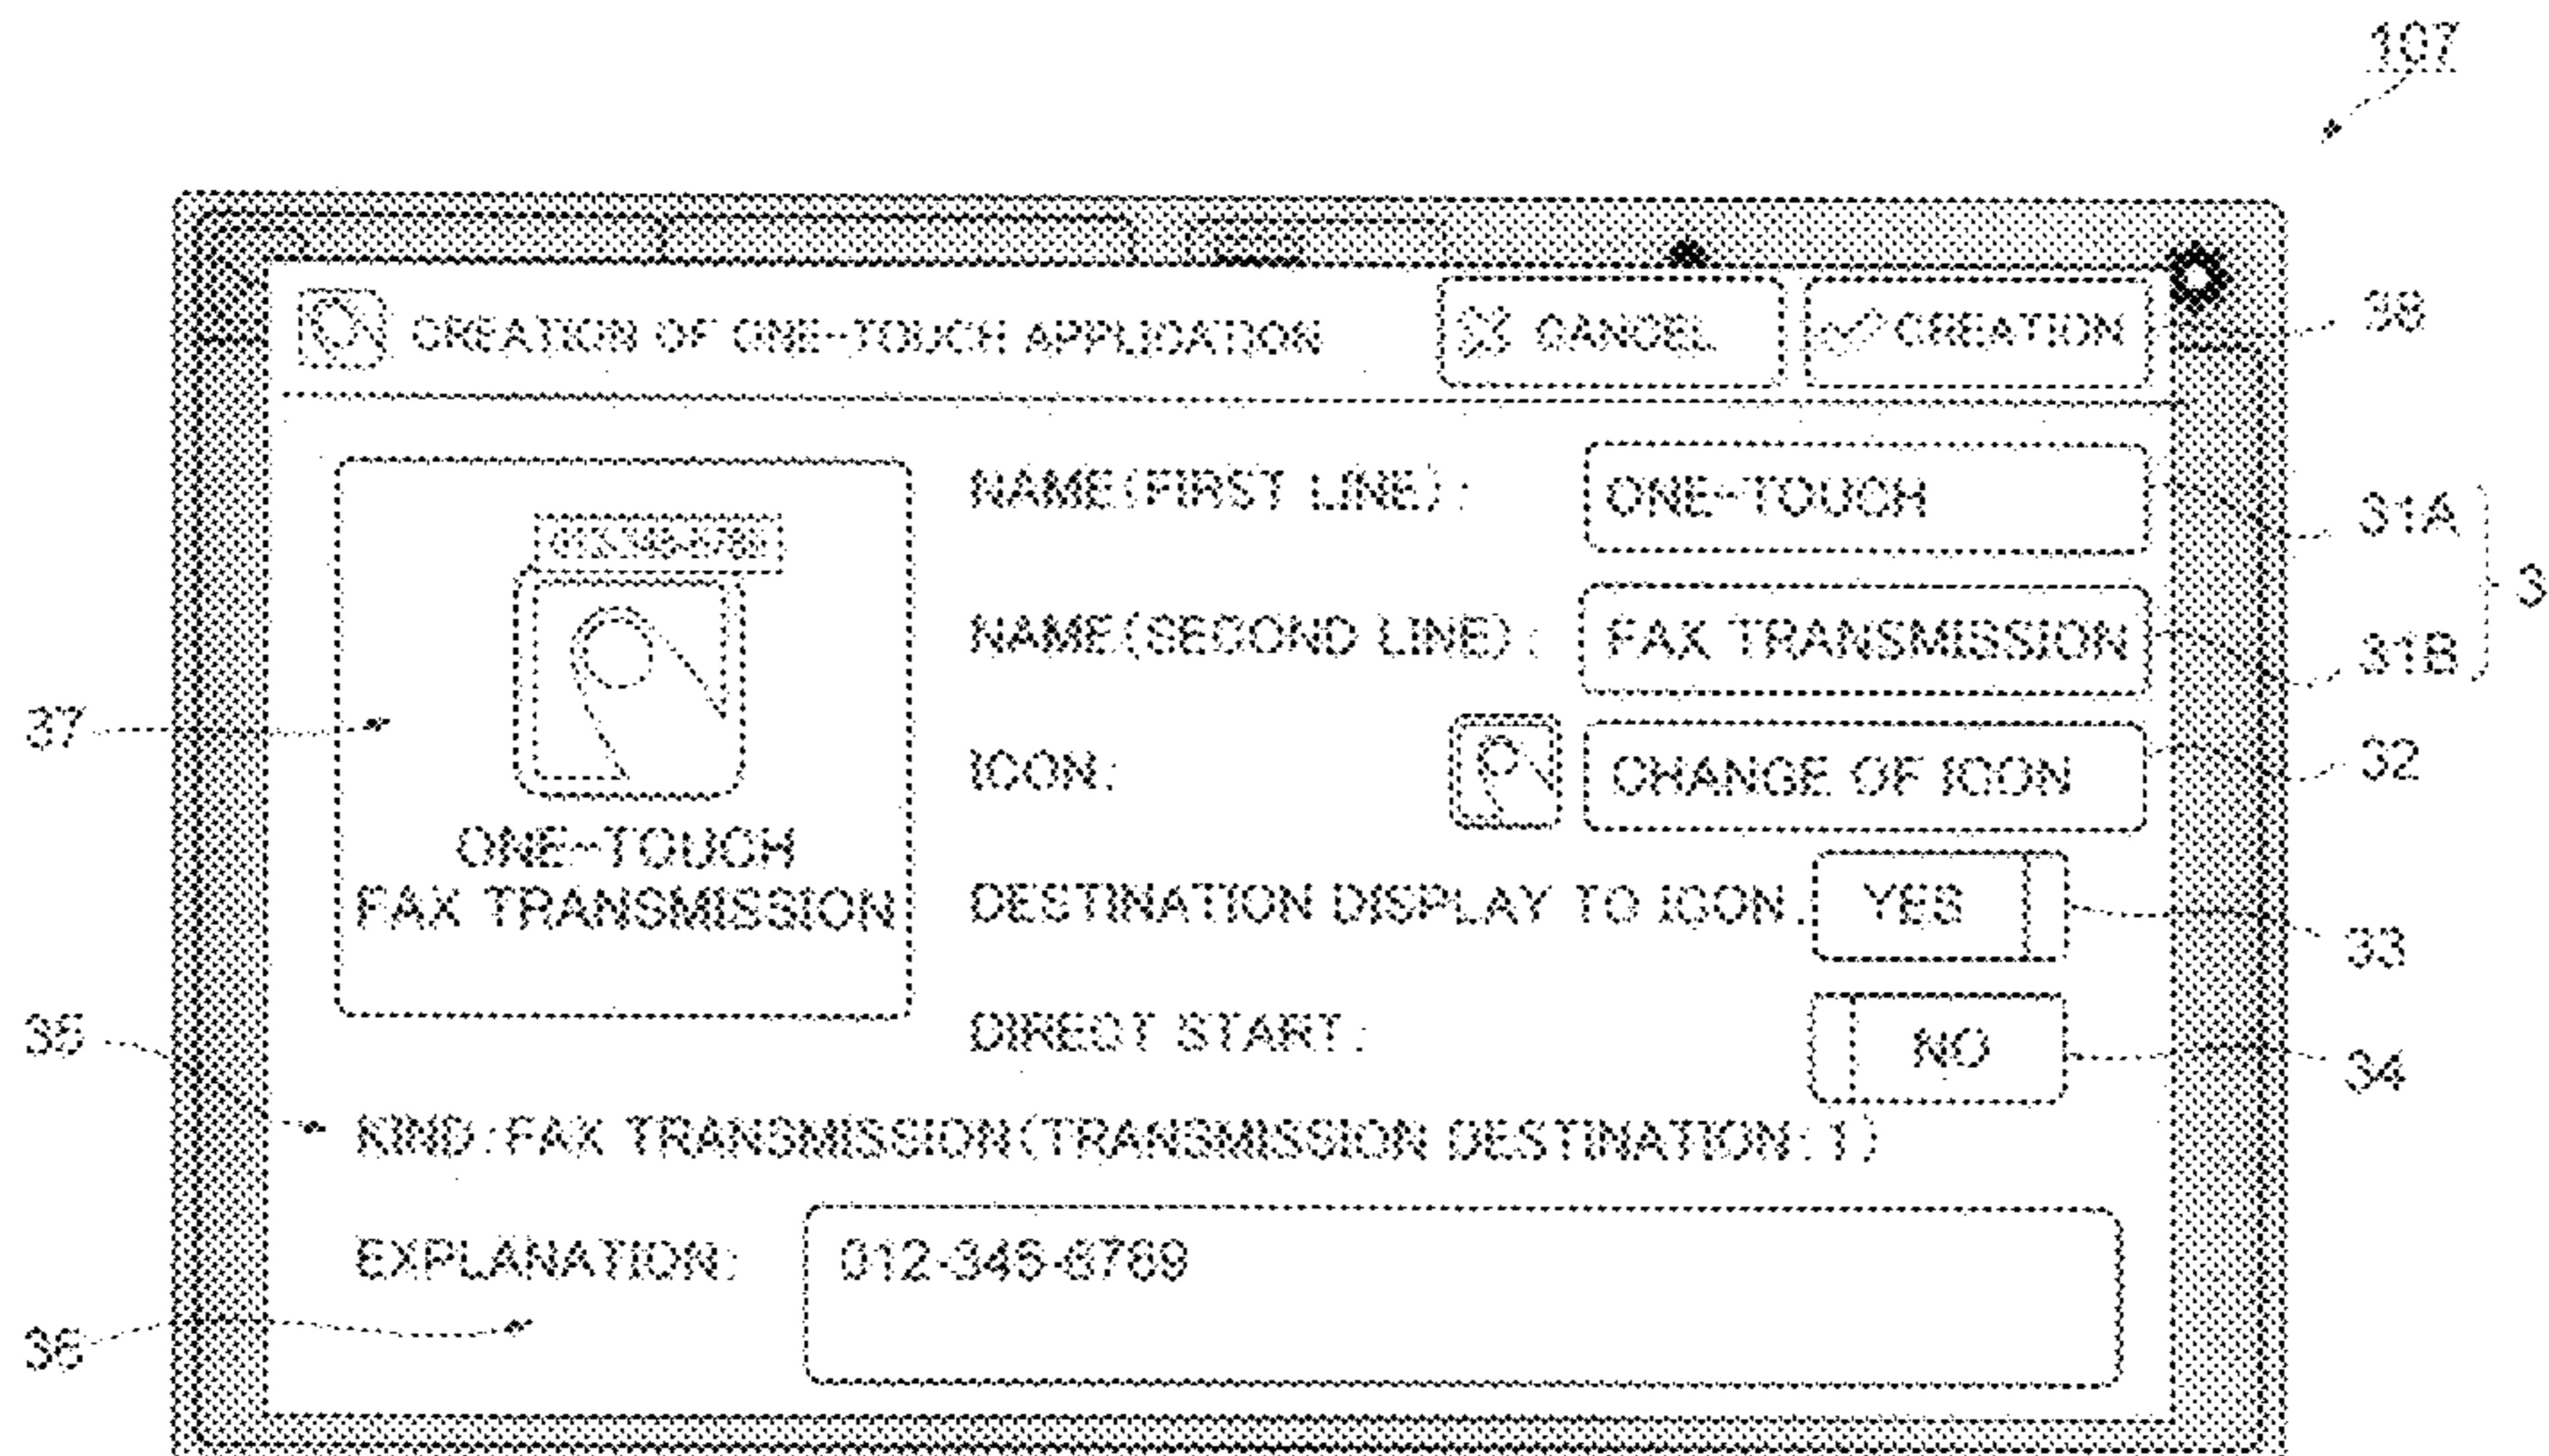 107
CREATION OF ONE-TOUCH APPLICATION
CANCEL
CREATION
38
NAME(FIRST LINE):
ONE-TOUCH
31A
3
NAME(SECOND LINE):
FAX TRANSMISSION
31B
37
ICON:
CHANGE OF ICON
32
ONE-TOUCH
FAX TRANSMISSION
DESTINATION DISPLAY TO ICON:
YES
33
35
DIRECT START:
NO
34
KIND:FAX TRANSMISSION(TRANSMISSION DESTINATION:1)
EXPLANATION:
012-345-6789
36